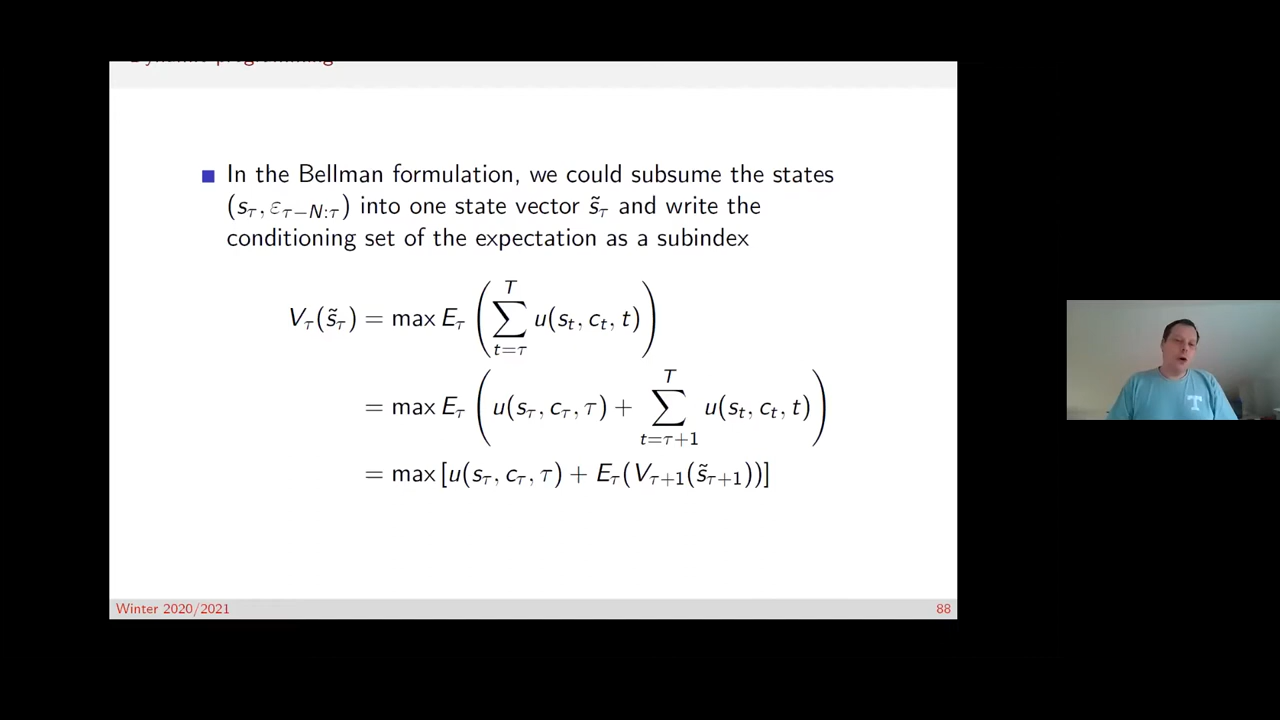 Dynamic programming
■ In the Bellman formulation, we could subsume the states
(s_τ, ε_{τ−N:τ}) into one state vector s̃_τ and write the
conditioning set of the expectation as a subindex
V_τ(s̃_τ) = max E_τ ( ∑_{t=τ}^{T} u(s_t, c_t, t) )
= max E_τ ( u(s_τ, c_τ, τ) + ∑_{t=τ+1}^{T} u(s_t, c_t, t) )
= max [u(s_τ, c_τ, τ) + E_τ(V_{τ+1}(s̃_{τ+1}))]
Winter 2020/2021 88
T